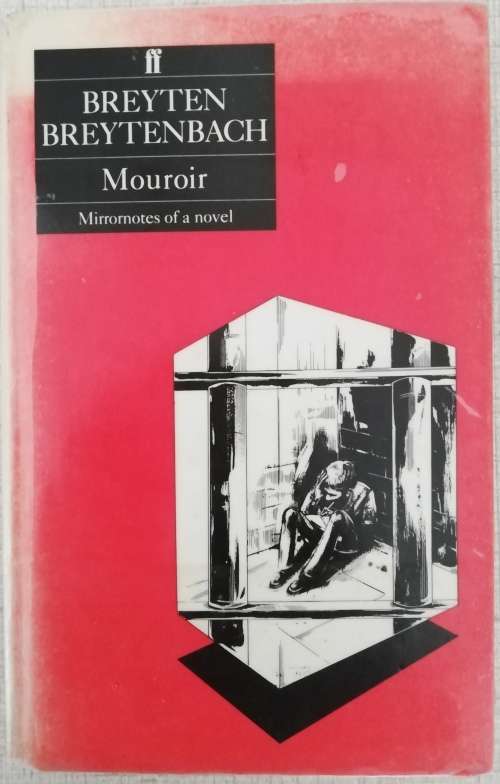 ff
BREYTEN
BREYTENBACH
Mouroir
Mirrornotes of a novel